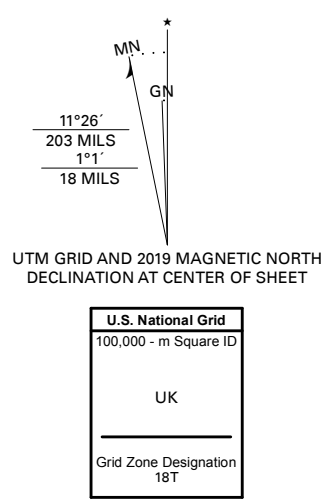 ★
MN
GN
11°26´
203 MILS
1°1´
18 MILS
UTM GRID AND 2019 MAGNETIC NORTH
DECLINATION AT CENTER OF SHEET
U.S. National Grid
100,000 - m Square ID
UK
Grid Zone Designation
18T